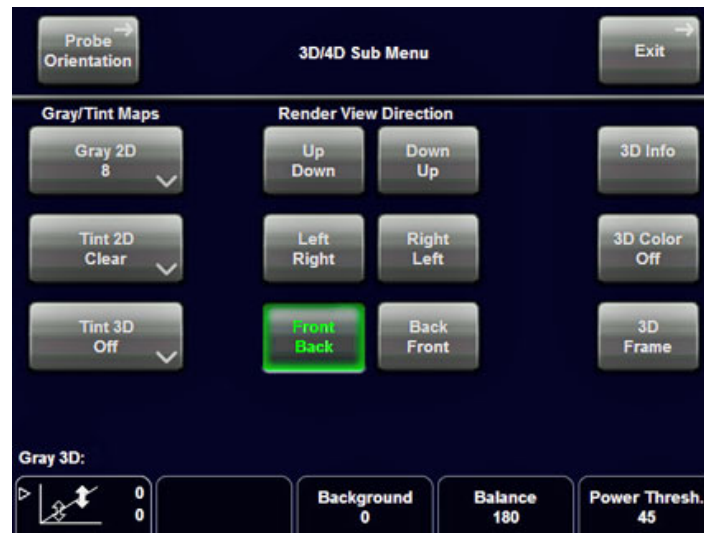 Probe
Orientation
3D/4D Sub Menu
Exit
Gray/Tint Maps
Render View Direction
Gray 2D
8
Up
Down
Down
Up
3D Info
Tint 2D
Clear
Left
Right
Right
Left
3D Color
Off
Tint 3D
Off
Front
Back
Back
Front
3D
Frame
Gray 3D:
0
0
Background
0
Balance
180
Power Thresh.
45